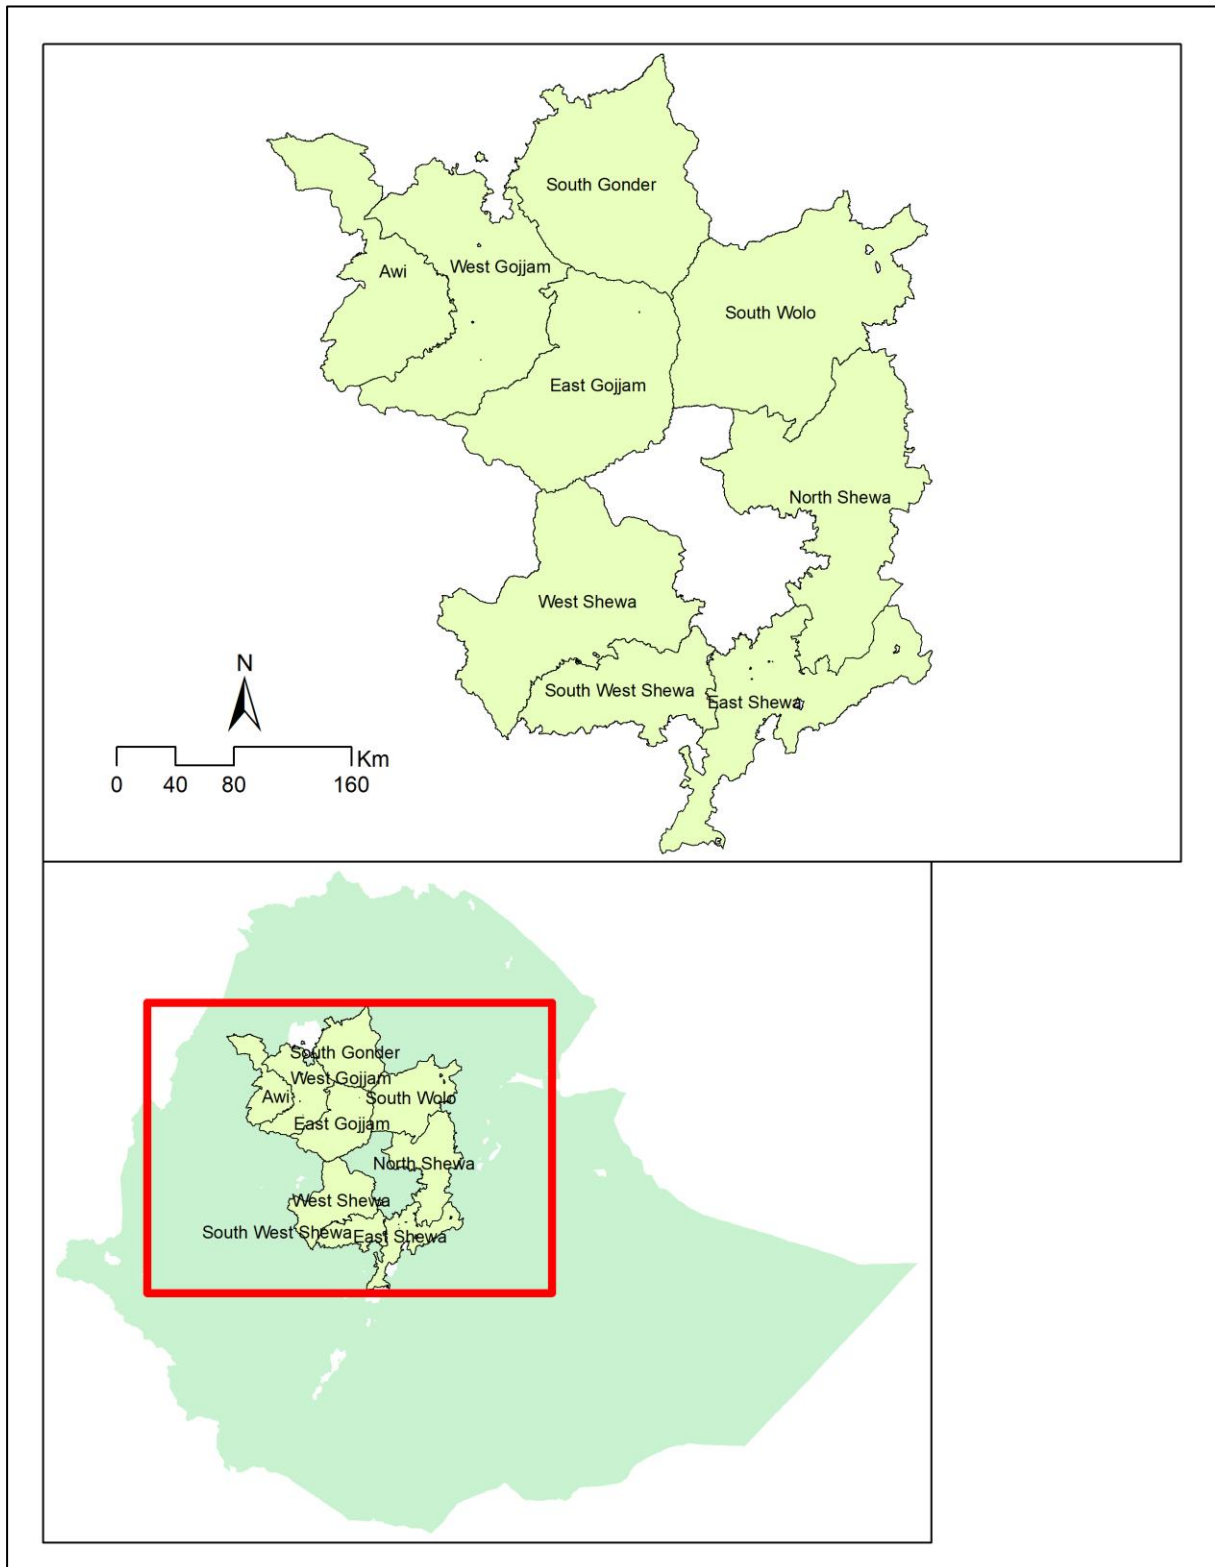 South Gonder
Awi
West Gojjam
South Wolo
East Gojjam
North Shewa
West Shewa
South West Shewa
East Shewa
N
Km
0 40 80 160
South Gonder
West Gojjam
Awi
South Wolo
East Gojjam
North Shewa
West Shewa
South West Shewa
East Shewa